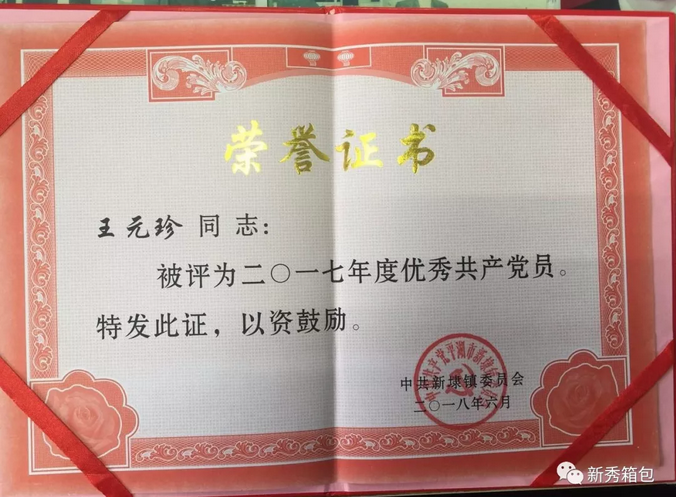 荣誉证书
王元珍 同志：
被评为二〇一七年度优秀共产党员。
特发此证，以资鼓励。
中共新埭镇委员会
二〇一八年六月
新秀箱包